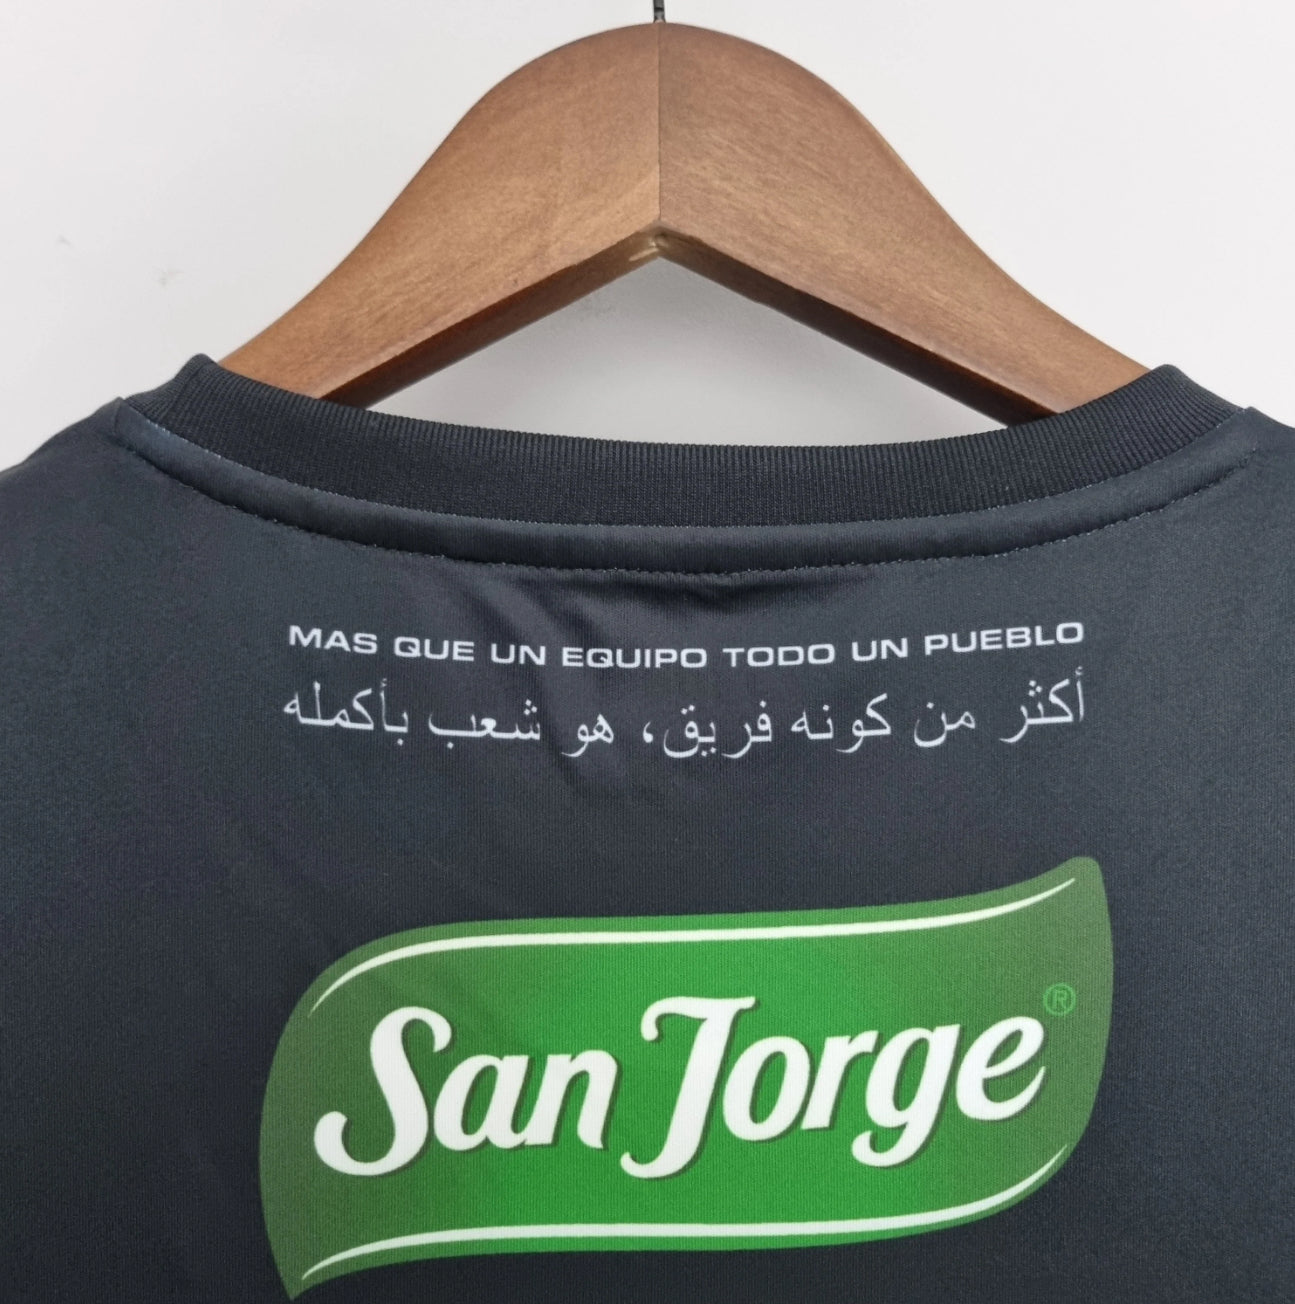 MAS QUE UN EQUIPO TODO UN PUEBLO
أكثر من كونه فريق، هو شعب بأكمله
San Jorge®